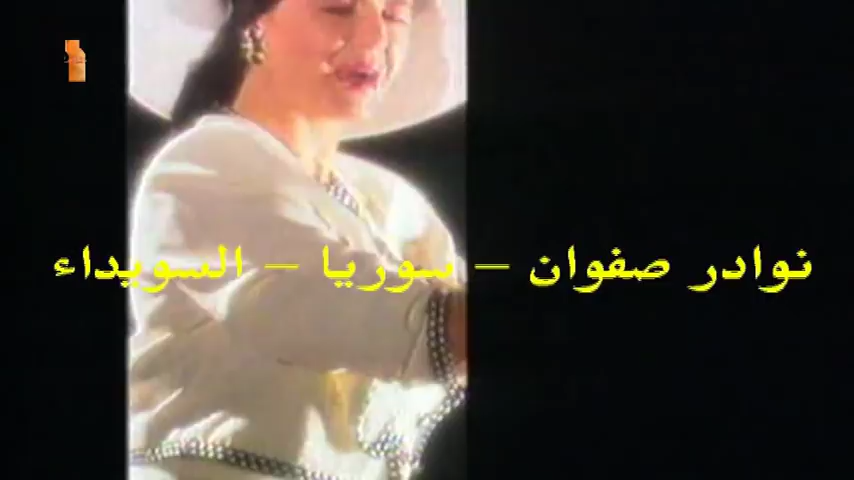 نوادر صفوان – سوريا – السويداء